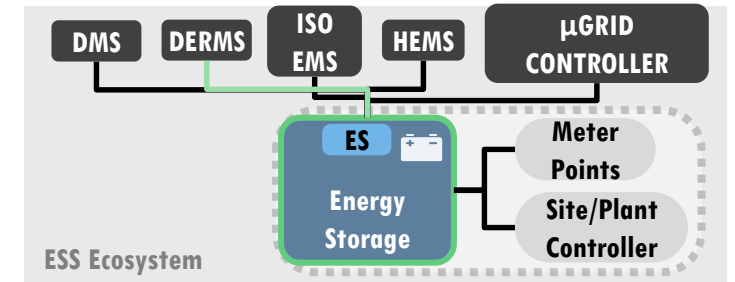 DMS
DERMS
ISO
EMS
HEMS
µGRID
CONTROLLER
ES
Energy
Storage
Meter
Points
Site/Plant
Controller
ESS Ecosystem